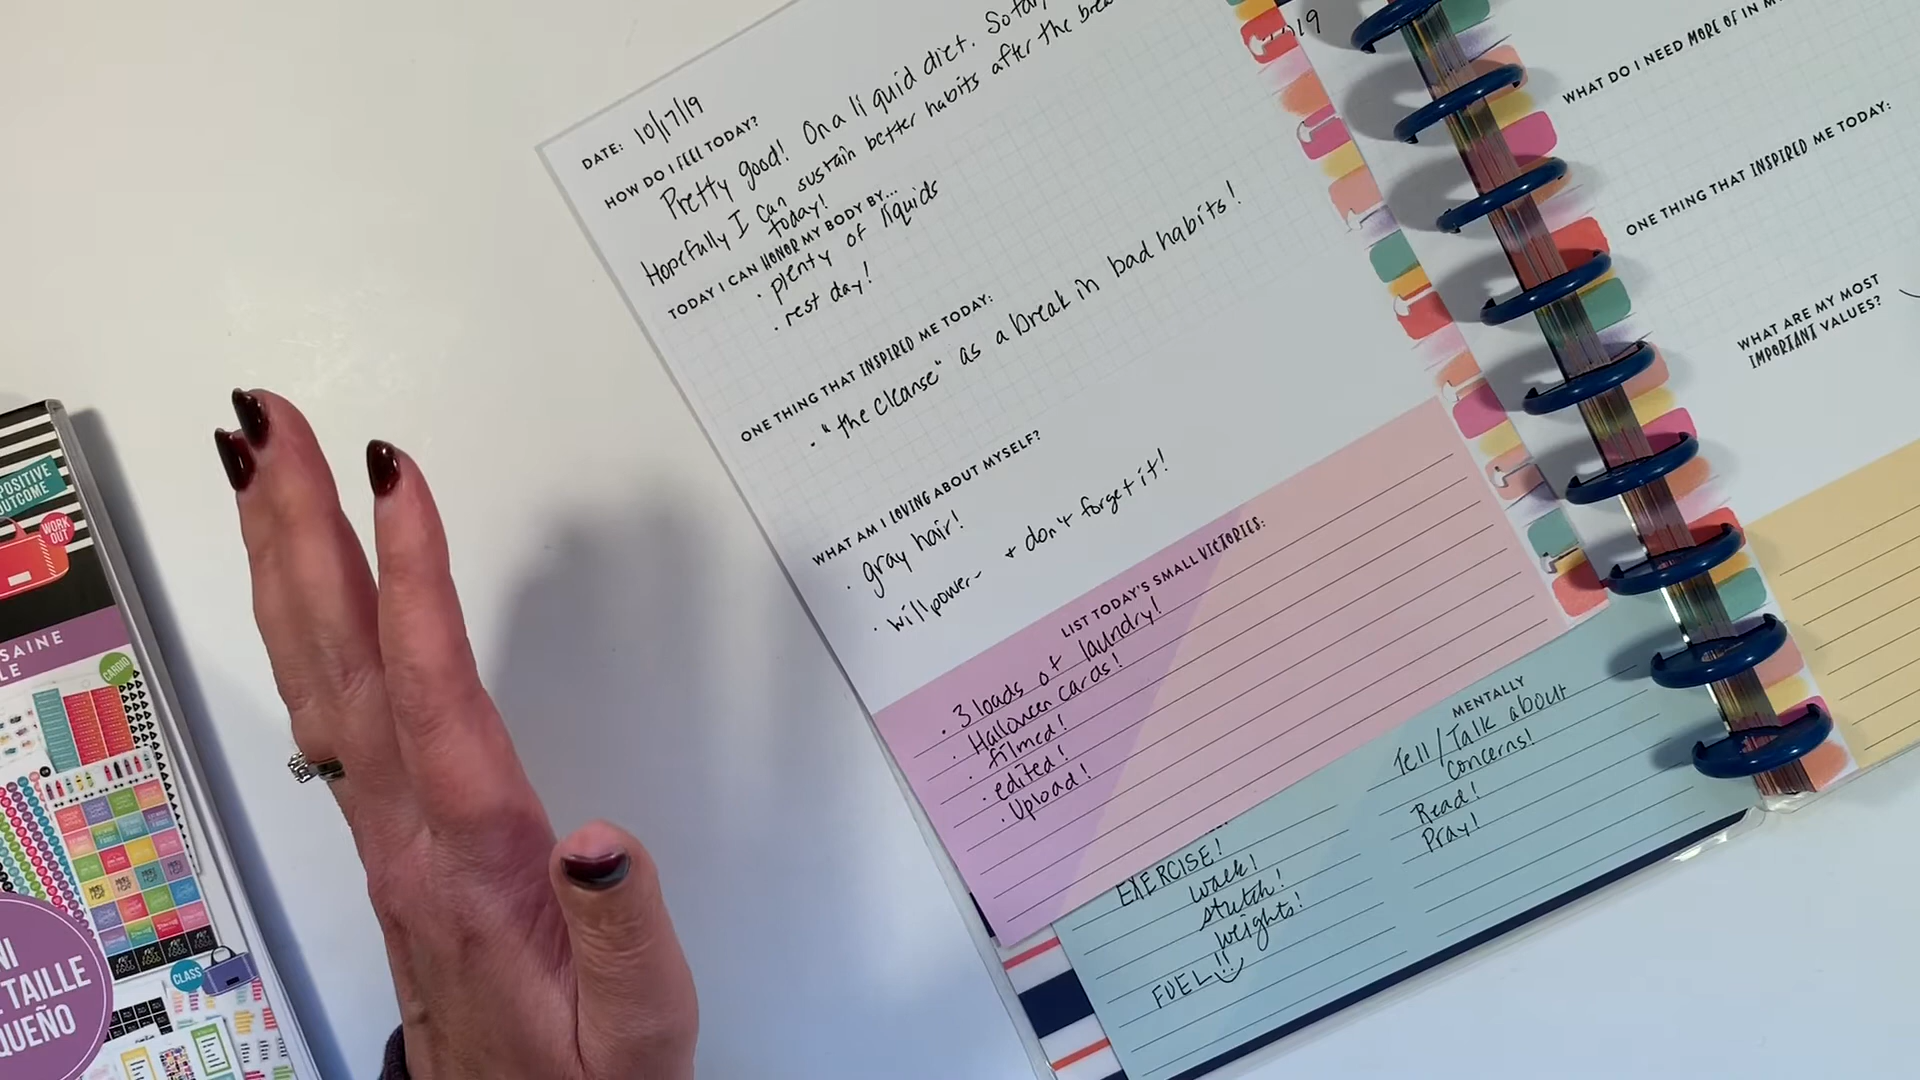 DATE: 10/17/19
HOW DO I FEEL TODAY?
Pretty good! On a liquid diet. So far,
Hopefully I can sustain better habits after the
today!
TODAY I CAN HONOR MY BODY BY...
· plenty of liquids
· rest day!
ONE THING THAT INSPIRED ME TODAY:
· "the cleanse" as a break in bad habits!
WHAT AM I LOVING ABOUT MYSELF?
· gray hair!
· willpower - + don't forget it!
LIST TODAY'S SMALL VICTORIES:
· 3 loads of laundry!
· Halloween cards!
· filmed!
· edited!
· Upload!
EXERCISE!
walk!
stretch!
weights!
FUEL!!
MENTALLY
Tell/Talk about
concerns!
Read!
Pray!
19
WHAT DO I NEED MORE OF IN
ONE THING THAT INSPIRED ME TODAY:
WHAT ARE MY MOST
IMPORTANT VALUES?
POSITIVE
OUTCOME
WORK
OUT
SAINE
LE
CARDIO
CLASS
NI
TAILLE
QUEÑO